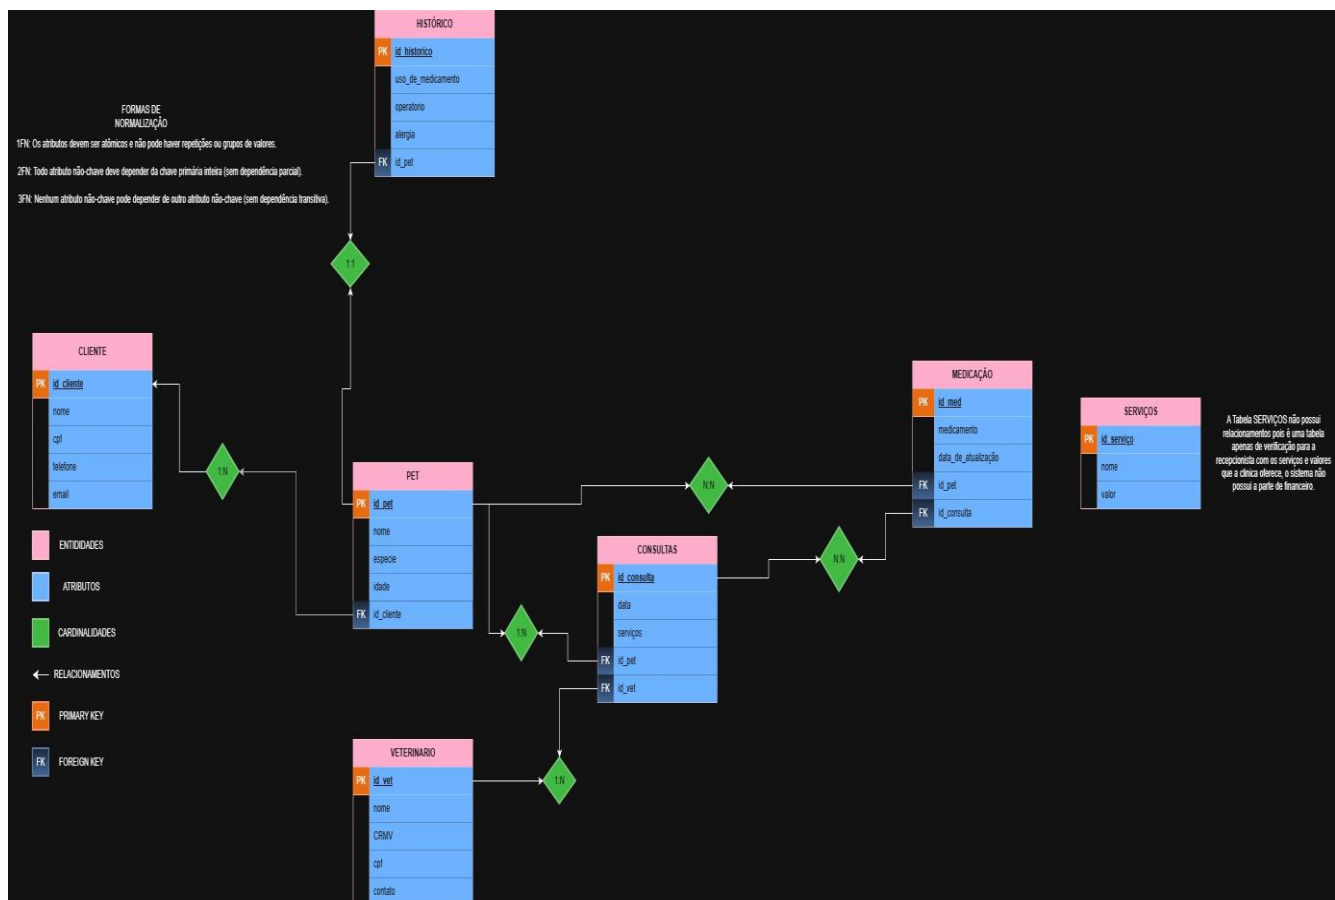 HISTÓRICO
PK id_historico
uso_de_medicamento
operatorio
alergia
FK id_pet
FORMAS DE
NORMALIZAÇÃO
1FN: Os atributos devem ser atômicos e não pode haver repetições ou grupos de valores.
2FN: Todo atributo não-chave deve depender da chave primária inteira (sem dependência parcial).
3FN: Nenhum atributo não-chave pode depender de outro atributo não-chave (sem dependência transitiva).
1:1
CLIENTE
PK id_cliente
nome
cpf
telefone
email
1:N
PET
PK id_pet
nome
especie
idade
FK id_cliente
N:N
MEDICAÇÃO
PK id_med
medicamento
data_de_atualização
FK id_pet
FK id_consulta
SERVIÇOS
PK id_serviço
nome
valor
A Tabela SERVIÇOS não possui
relacionamentos pois é uma tabela
apenas de verificação para a
recepcionista com os serviços e valores
que a clinica oferece, o sistema não
possui a parte de financeiro.
CONSULTAS
PK id_consulta
data
serviços
FK id_pet
FK id_vet
N:N
1:N
ENTIDIDADES
ATRIBUTOS
CARDINALIDADES
RELACIONAMENTOS
PK PRIMARY KEY
FK FOREIGN KEY
VETERINARIO
PK id_vet
nome
CRMV
cpf
contato
1:N